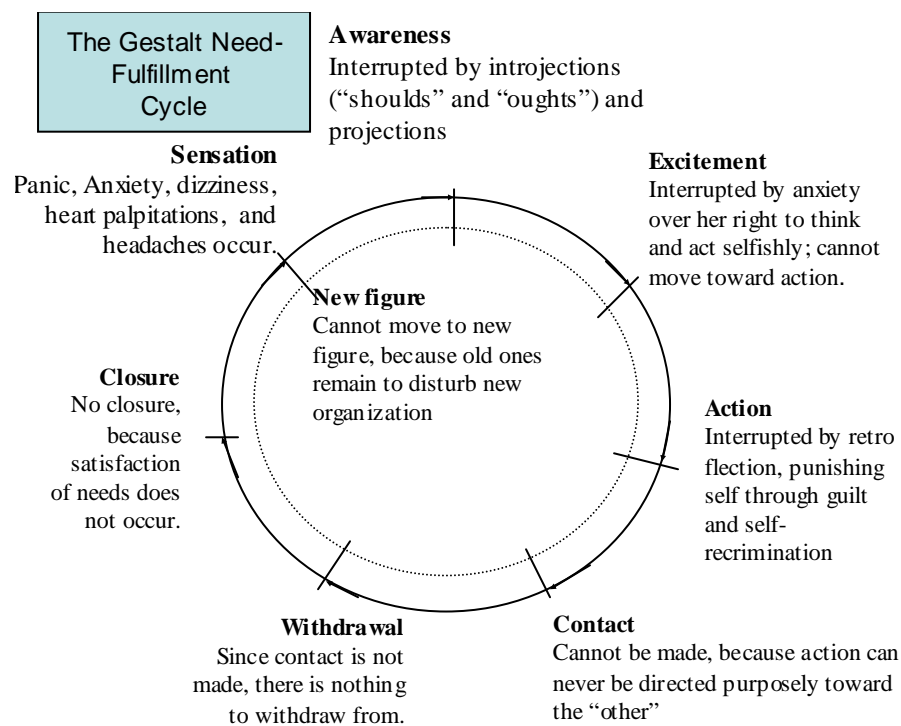 The Gestalt Need-
Fulfillment
Cycle
Awareness
Interrupted by introjections
(“shoulds” and “oughts”) and
projections
Sensation
Panic, Anxiety, dizziness,
heart palpitations, and
headaches occur.
Excitement
Interrupted by anxiety
over her right to think
and act selfishly; cannot
move toward action.
New figure
Cannot move to new
figure, because old ones
remain to disturb new
organization
Closure
No closure,
because
satisfaction
of needs does
not occur.
Action
Interrupted by retro
flection, punishing
self through guilt
and self-
recrimination
Withdrawal
Since contact is not
made, there is nothing
to withdraw from.
Contact
Cannot be made, because action can
never be directed purposely toward
the “other”